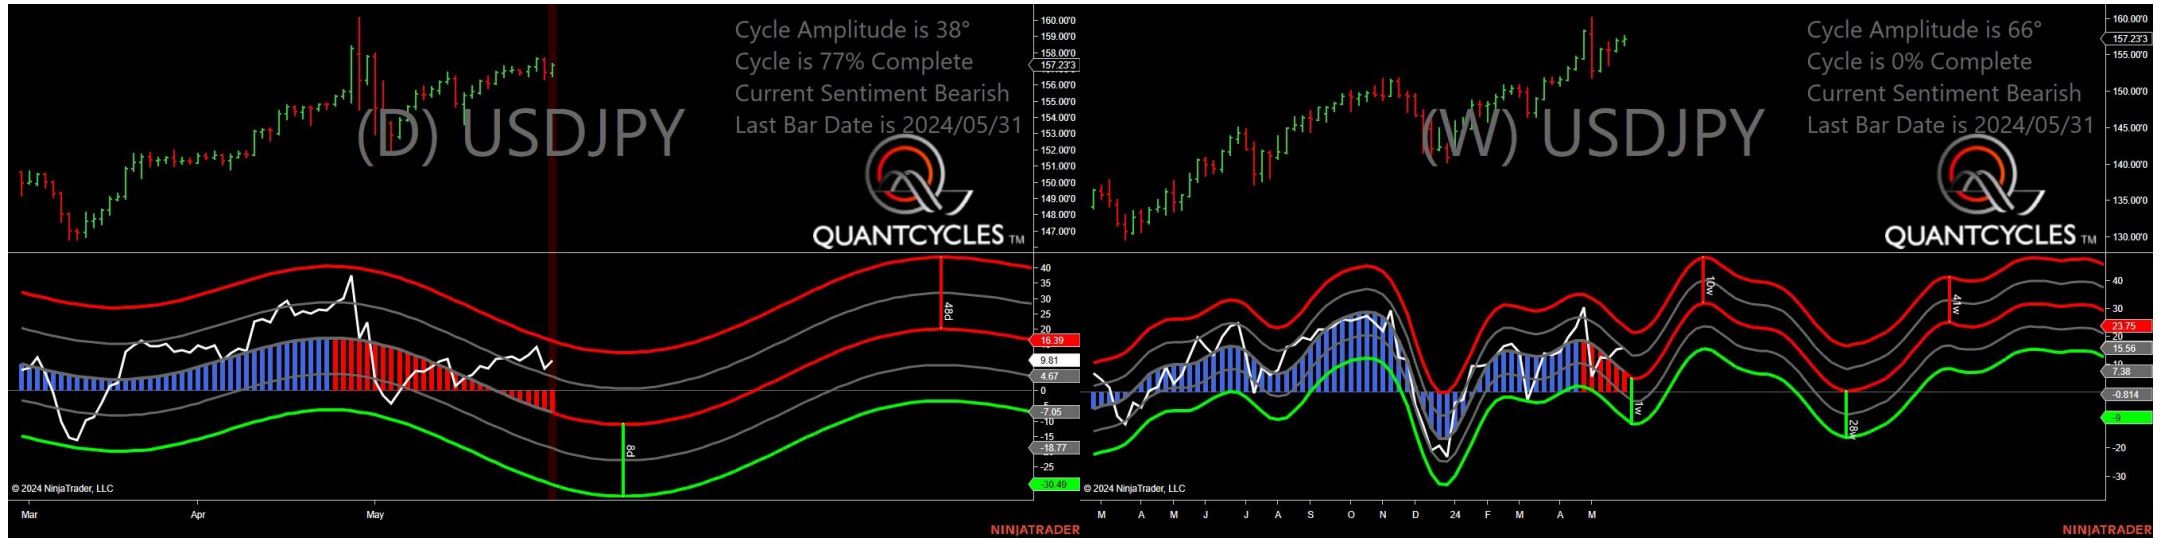 Cycle Amplitude is 38°
Cycle is 77% Complete
Current Sentiment Bearish
Last Bar Date is 2024/05/31
(D) USDJPY
QUANTCYCLES TM
160.00'0
159.00'0
158.00'0
157.23'3
156.00'0
155.00'0
154.00'0
153.00'0
152.00'0
151.00'0
150.00'0
149.00'0
148.00'0
147.00'0
40
35
30
25
20
16.39
9.81
4.67
0
-7.05
-10
-15
-18.77
-25
-30.49
48d
8d
© 2024 NinjaTrader, LLC
Mar Apr May
NINJATRADER
Cycle Amplitude is 66°
Cycle is 0% Complete
Current Sentiment Bearish
Last Bar Date is 2024/05/31
(W) USDJPY
QUANTCYCLES TM
160.00'0
157.23'3
155.00'0
150.00'0
145.00'0
140.00'0
135.00'0
130.00'0
40
30
23.75
20
15.56
7.38
-0.814
-9
-20
-30
10w
41w
1w
28w
© 2024 NinjaTrader, LLC
M A M J J A S O N D 24 F M A M
NINJATRADER